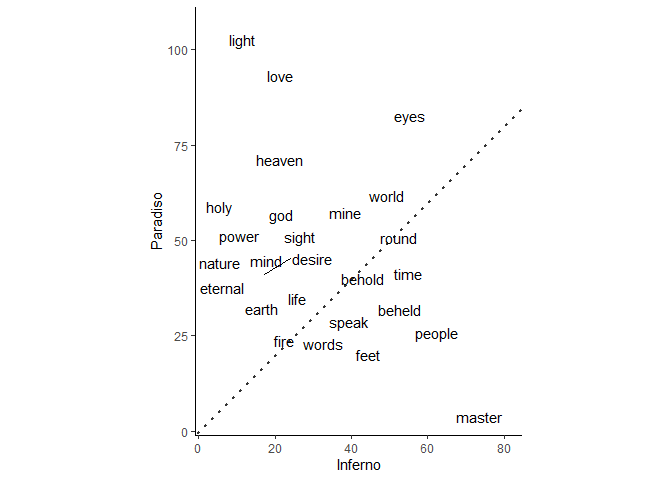 light
100
love
eyes
75
heaven
world
holy
god
mine
power
sight
round
50
nature
mind
desire
behold
time
eternal
life
earth
beheld
speak
25
people
fire
words
feet
master
0
0
20
40
60
80
Inferno
Paradiso